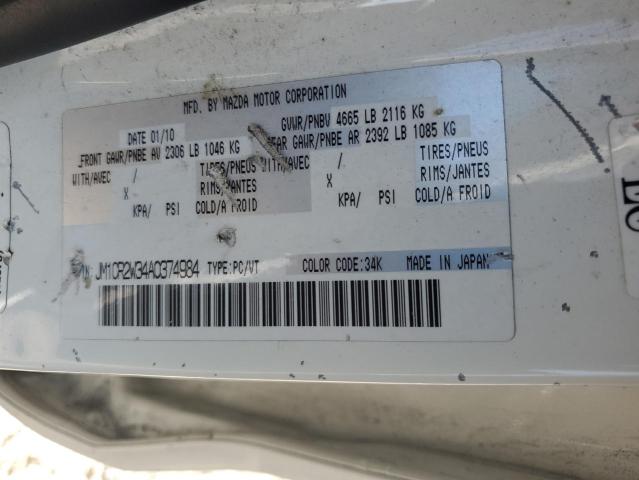 MFD. BY MAZDA MOTOR CORPORATION
DATE 01/10 GVWR/PNBV 4665 LB 2116 KG
FRONT GAWR/PNBE AV 2306 LB 1046 KG REAR GAWR/PNBE AR 2392 LB 1085 KG
WITH/AVEC / TIRES/PNEUS WITH/AVEC / TIRES/PNEUS
X RIMS/JANTES X RIMS/JANTES
KPA/ PSI COLD/A FROID KPA/ PSI COLD/A FROID
VIN: JM1CR2W34A0374984 TYPE:PC/VT COLOR CODE:34K MADE IN JAPAN